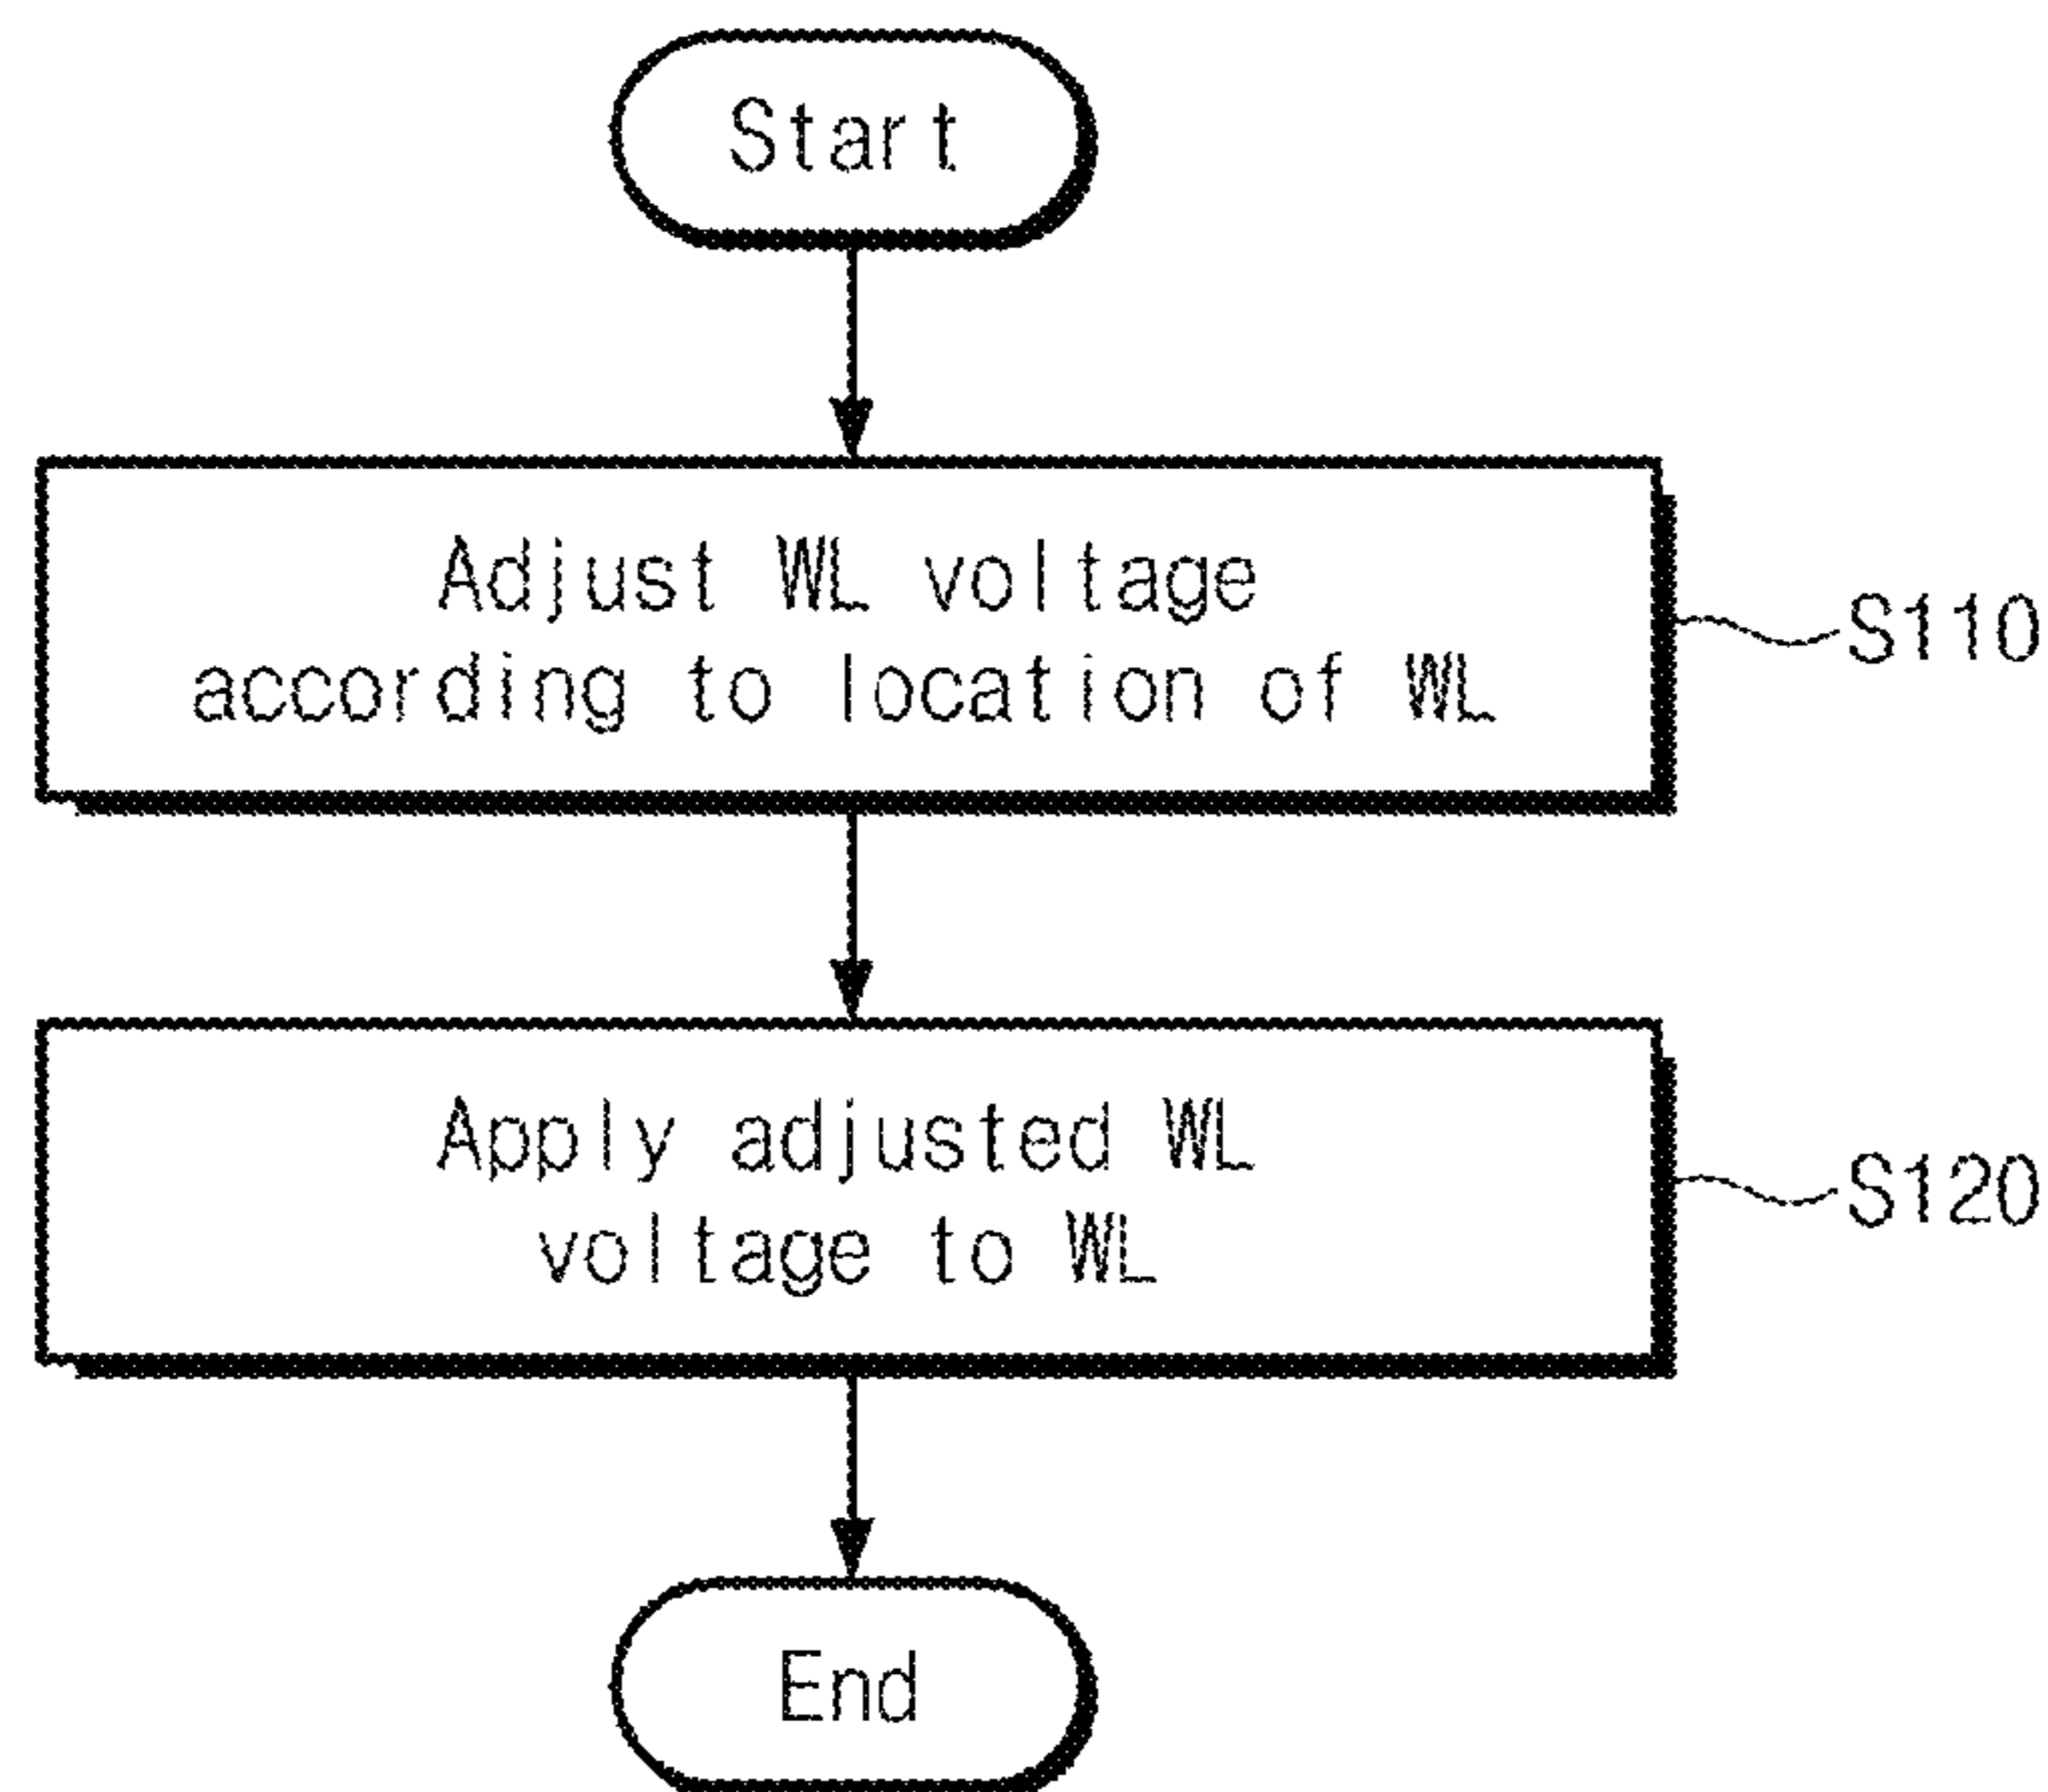 Start
Adjust WL voltage
according to location of WL
S110
Apply adjusted WL
voltage to WL
S120
End